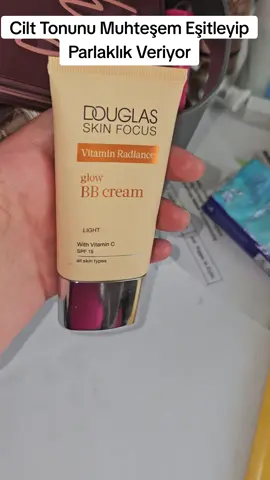 Cilt Tonunu Muhteşem Eşitleyip
Parlaklık Veriyor
DOUGLAS
SKIN FOCUS
Vitamin Radiance
glow
BB cream
LIGHT
With Vitamin C
SPF 15
all skin types